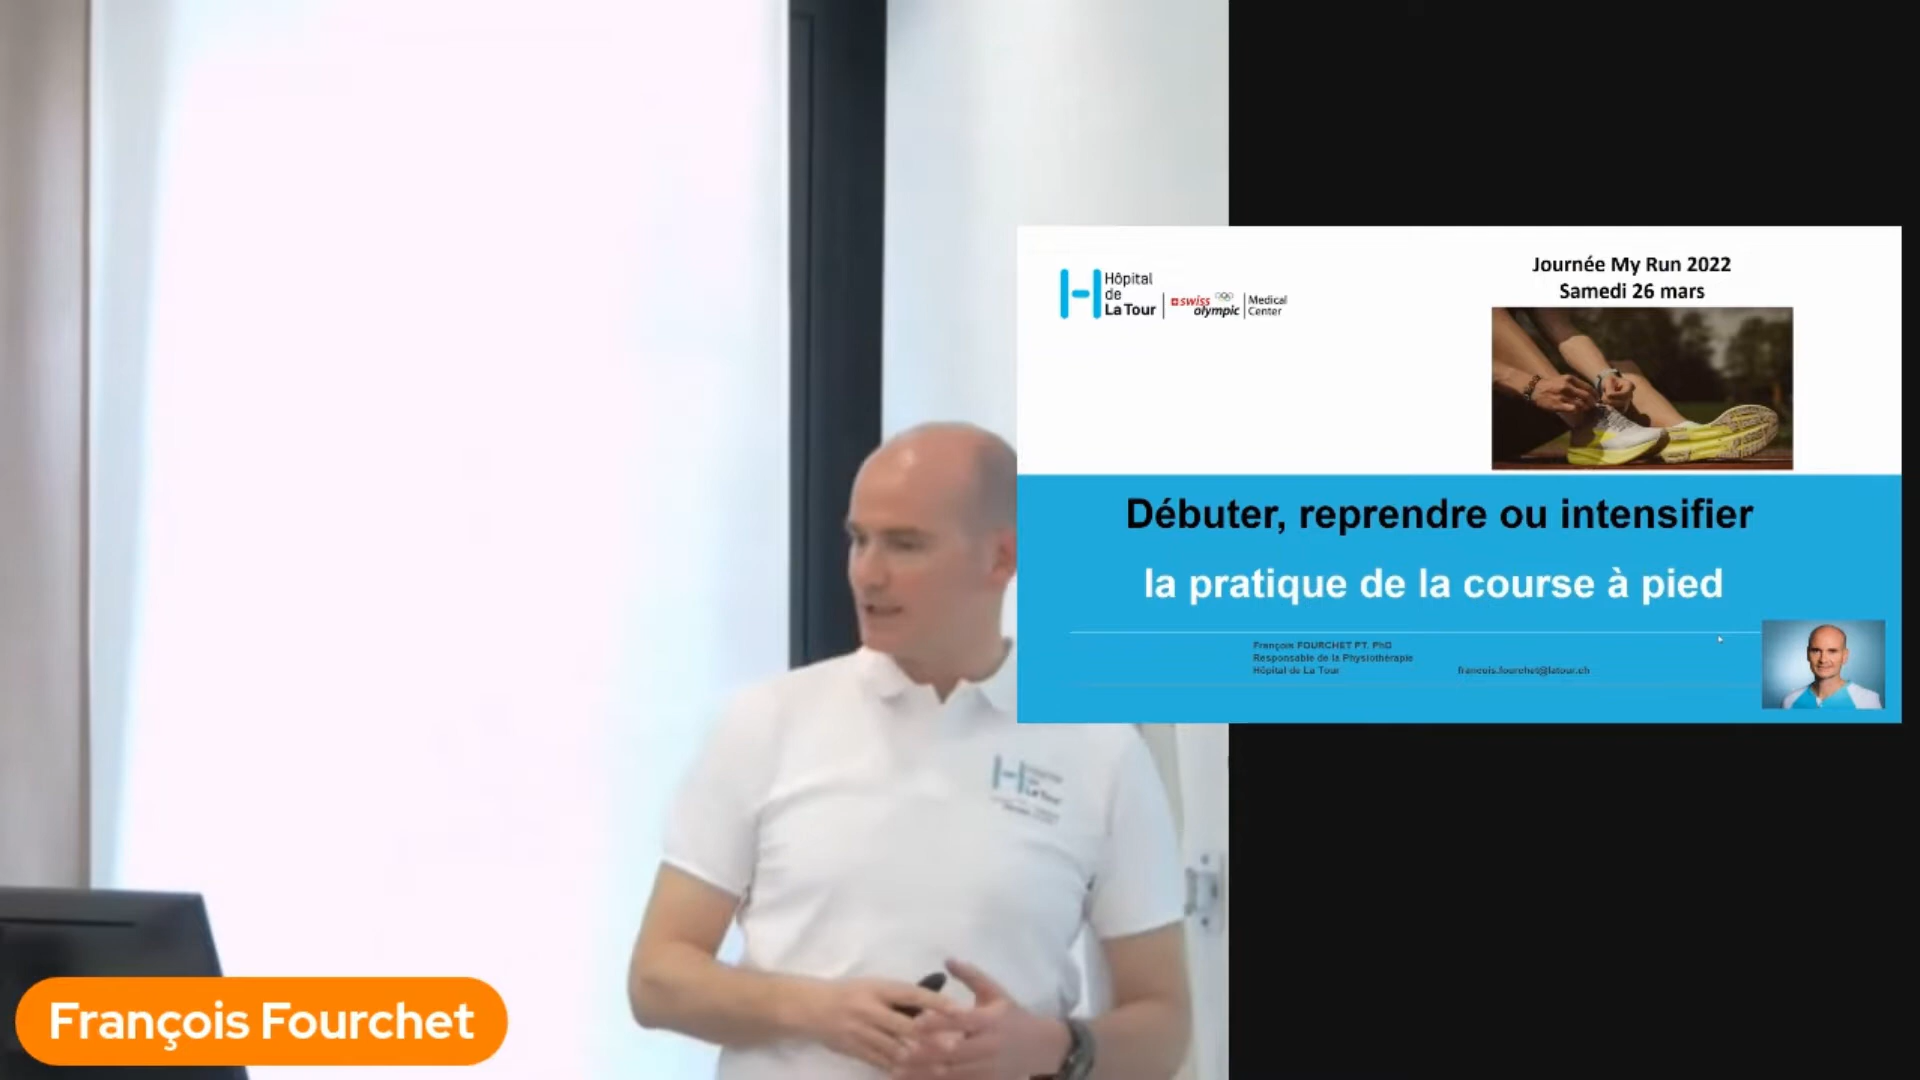 Hôpital
de
La Tour
swiss
olympic
Medical
Center
Journée My Run 2022
Samedi 26 mars
Débuter, reprendre ou intensifier
la pratique de la course à pied
François FOURCHET PT, PhD
Responsable de la Physiothérapie
Hôpital de La Tour
francois.fourchet@latour.ch
La Tour
François Fourchet